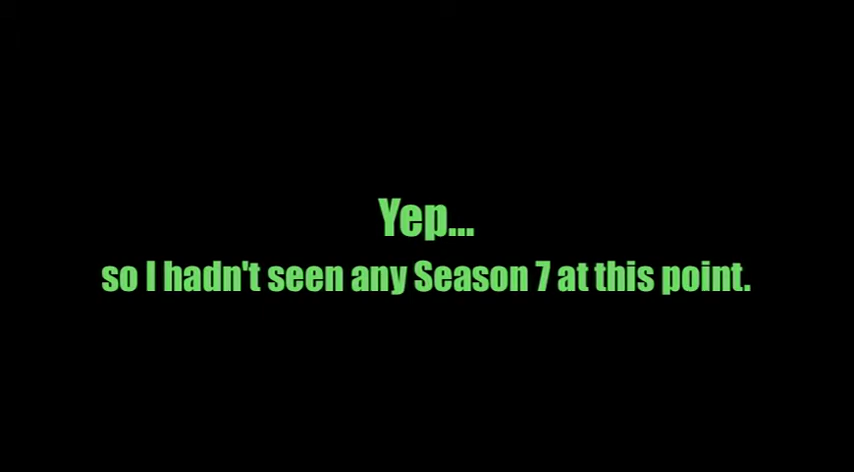 Yep...
so I hadn't seen any Season 7 at this point.